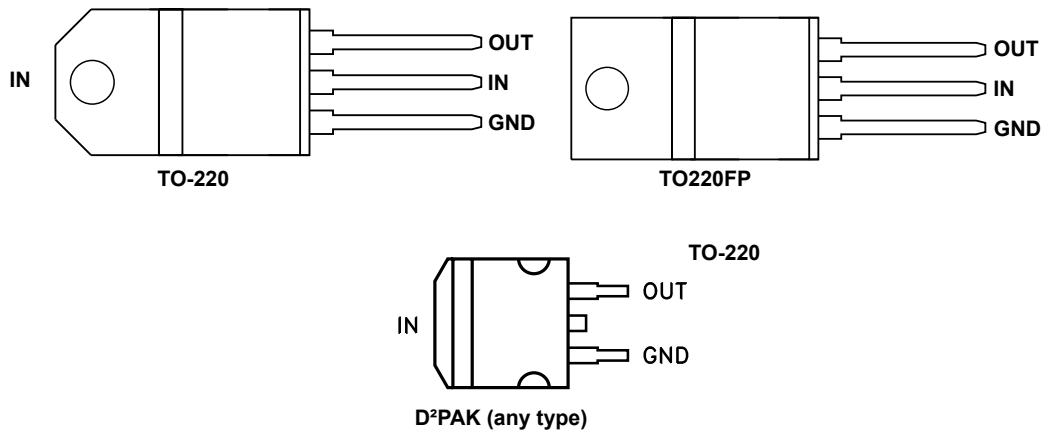 IN
OUT
IN
GND
TO-220
OUT
IN
GND
TO220FP
TO-220
IN
OUT
GND
D²PAK (any type)